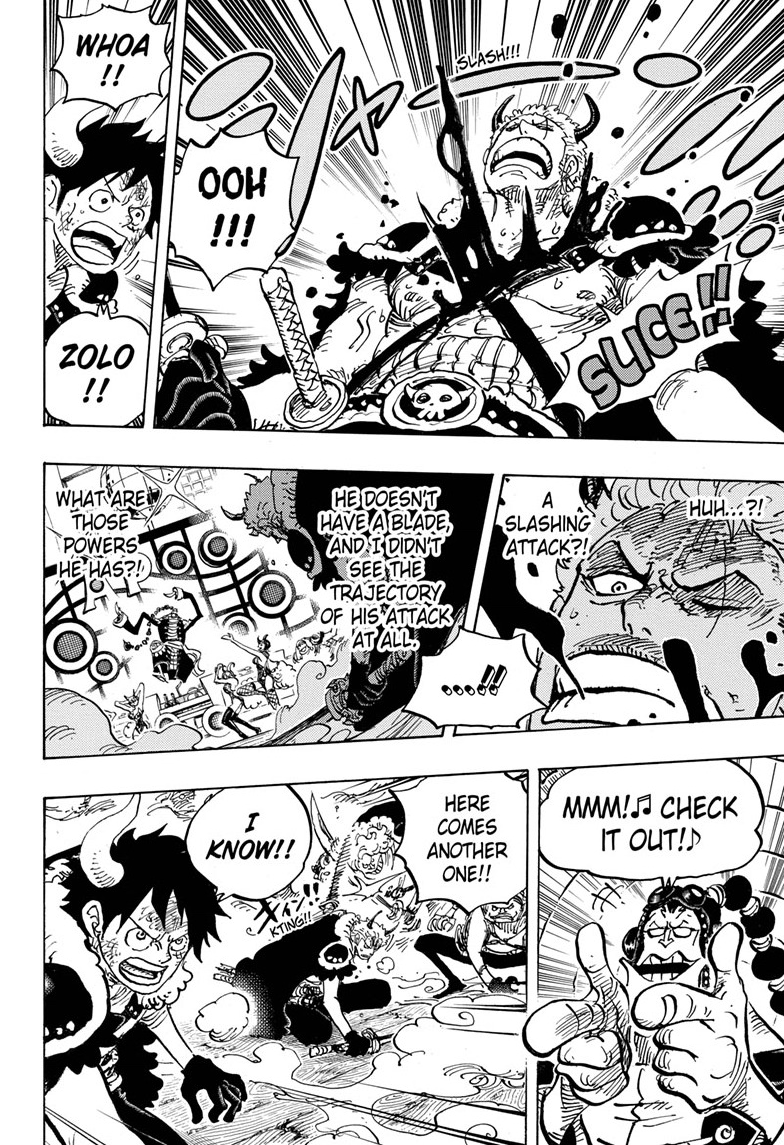 SLASH!!!
OOH
!!!
SLICE!!
WHOA
!!
ZOLO
!!
HUH...?!
A
SLASHING
ATTACK?!
....!!
HE DOESN'T
HAVE A BLADE,
AND I DIDN'T
SEE THE
TRAJECTORY
OF HIS ATTACK
AT ALL.
WHAT ARE
THOSE
POWERS
HE HAS?!
MMM!♫ CHECK
IT OUT!♪
HERE
COMES
ANOTHER
ONE!!
KTING!!
I
KNOW!!